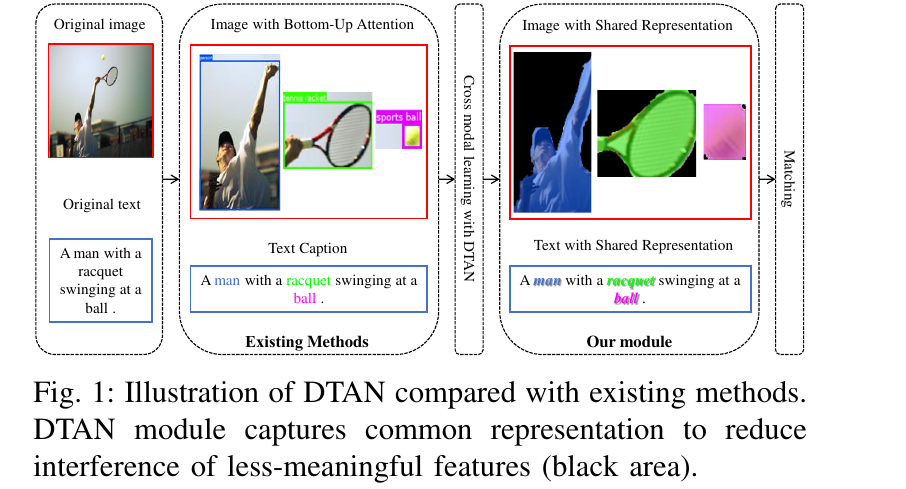 Original image
Original text
A man with a
racquet
swinging at a
ball .
Image with Bottom-Up Attention
tennis racket
sports ball
Text Caption
A man with a racquet swinging at a
ball .
Existing Methods
Cross modal learning with DTAN
Image with Shared Representation
Text with Shared Representation
A man with a racquet swinging at a
ball .
Our module
Matching
Fig. 1: Illustration of DTAN compared with existing methods.
DTAN module captures common representation to reduce
interference of less-meaningful features (black area).